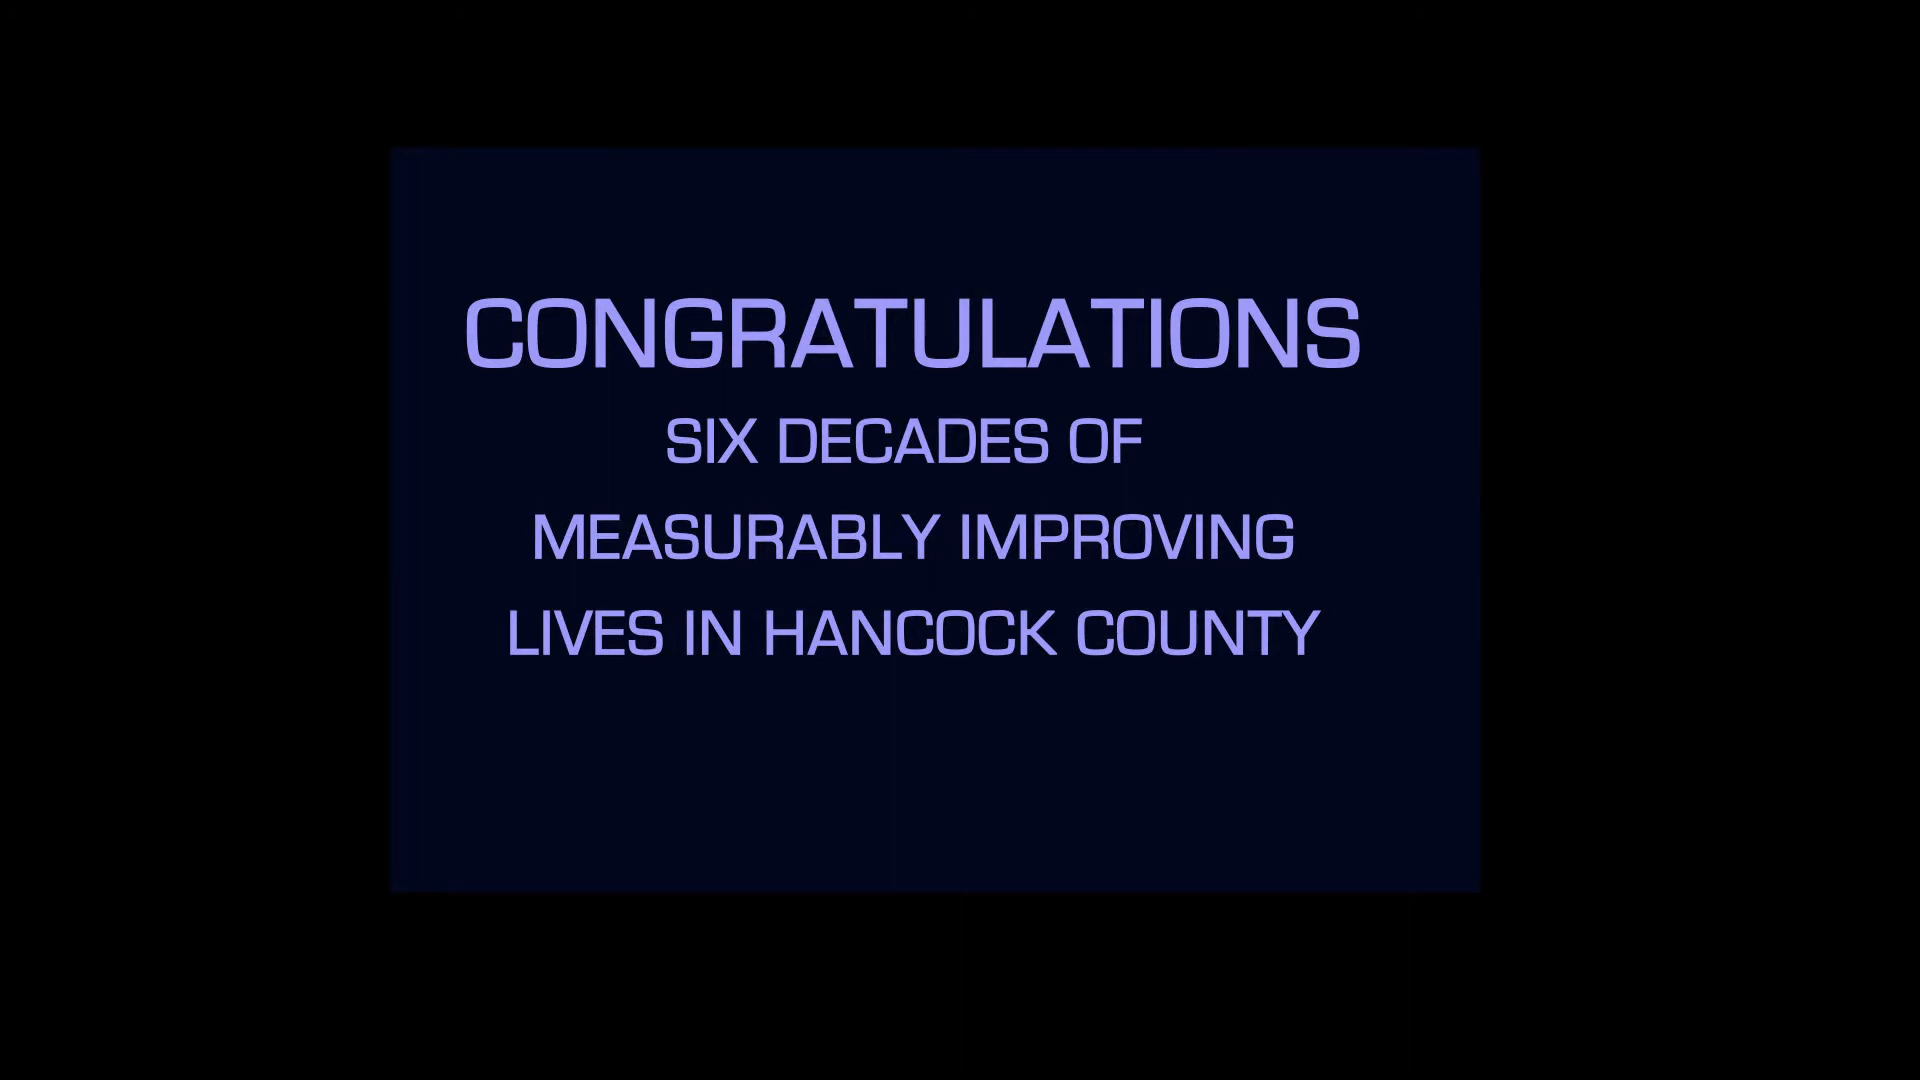 CONGRATULATIONS
SIX DECADES OF
MEASURABLY IMPROVING
LIVES IN HANCOCK COUNTY